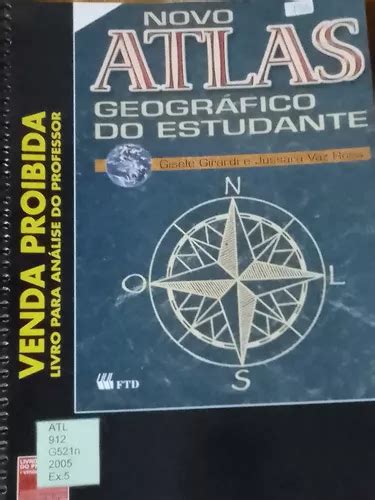 NOVO
ATLAS
GEOGRÁFICO
DO ESTUDANTE
Gisele Girardi e Jussara Vaz Rosa
N
O
L
S
FTD
VENDA PROIBIDA
LIVRO PARA ANÁLISE DO PROFESSOR
ATL
912
G521n
2005
Ex.5